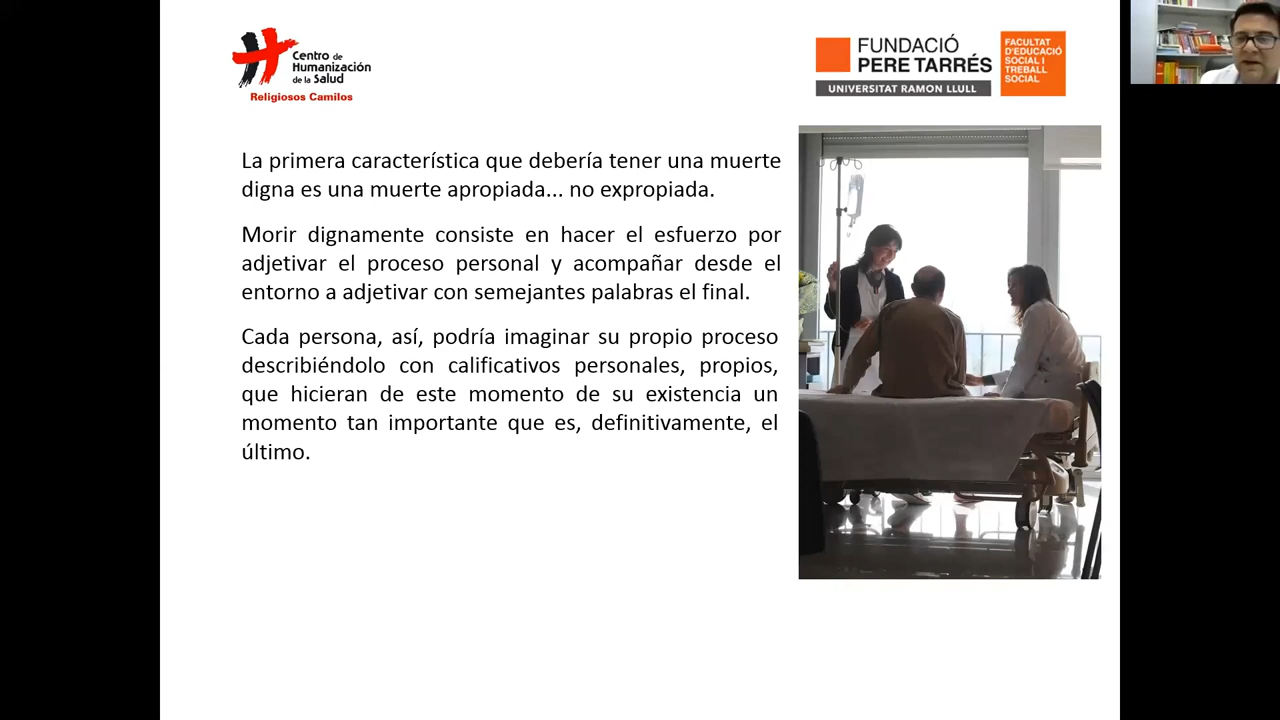 Centro de
Humanización
de la Salud
Religiosos Camilos
FUNDACIÓ
PERE TARRÉS
UNIVERSITAT RAMON LLULL
FACULTAT
D'EDUCACIÓ
SOCIAL I
TREBALL
SOCIAL
La primera característica que debería tener una muerte
digna es una muerte apropiada... no expropiada.
Morir dignamente consiste en hacer el esfuerzo por
adjetivar el proceso personal y acompañar desde el
entorno a adjetivar con semejantes palabras el final.
Cada persona, así, podría imaginar su propio proceso
describiéndolo con calificativos personales, propios,
que hicieran de este momento de su existencia un
momento tan importante que es, definitivamente, el
último.